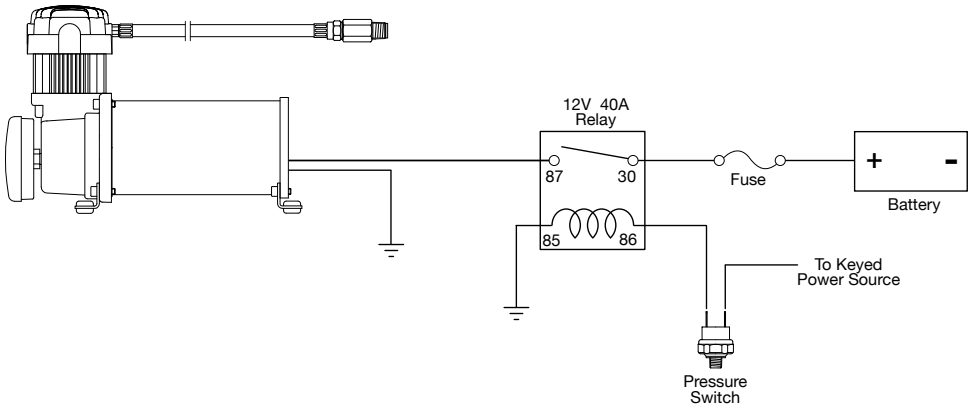 12V 40A
Relay
87
30
Fuse
+
-
Battery
85
86
To Keyed
Power Source
Pressure
Switch